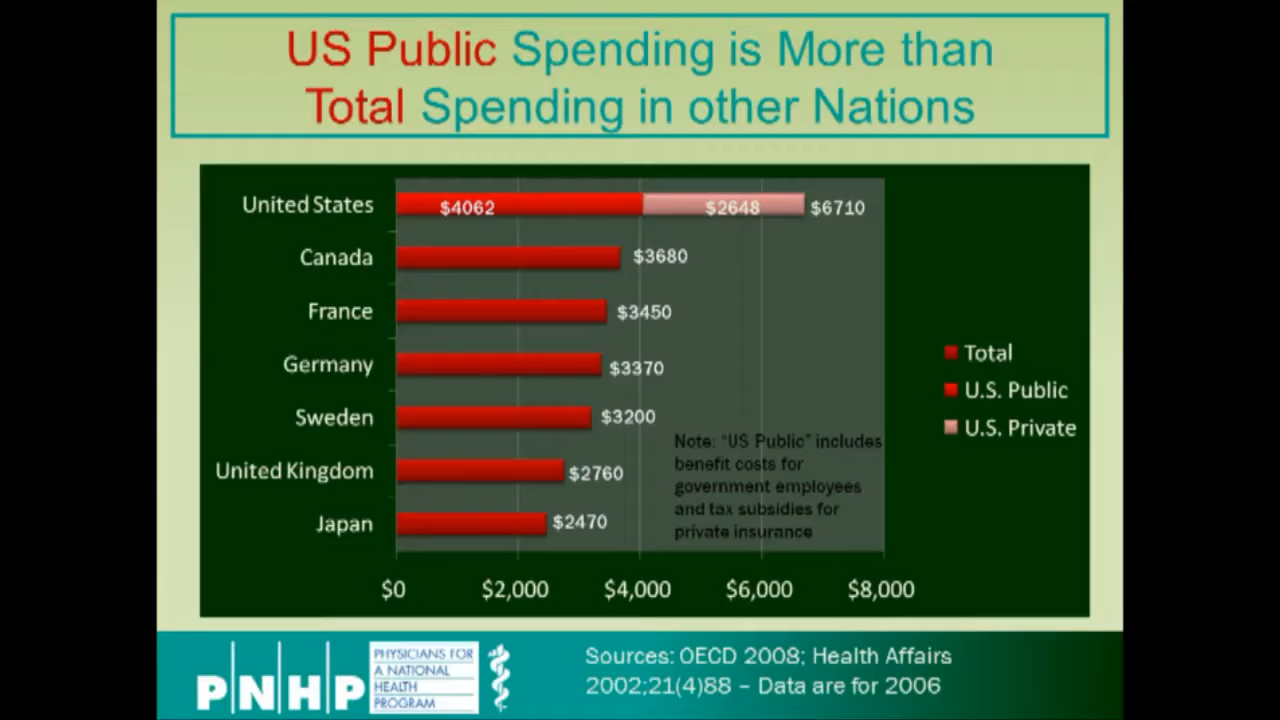 US Public Spending is More than
Total Spending in other Nations
United States $4062 $2648 $6710
Canada $3680
France $3450
Germany $3370
Sweden $3200
United Kingdom $2760
Japan $2470
$0 $2,000 $4,000 $6,000 $8,000
Total
U.S. Public
U.S. Private
Note: "US Public" includes
benefit costs for
government employees
and tax subsidies for
private insurance
PNHP
PHYSICIANS FOR
A NATIONAL
HEALTH
PROGRAM
Sources: OECD 2008; Health Affairs
2002;21(4)88 – Data are for 2006